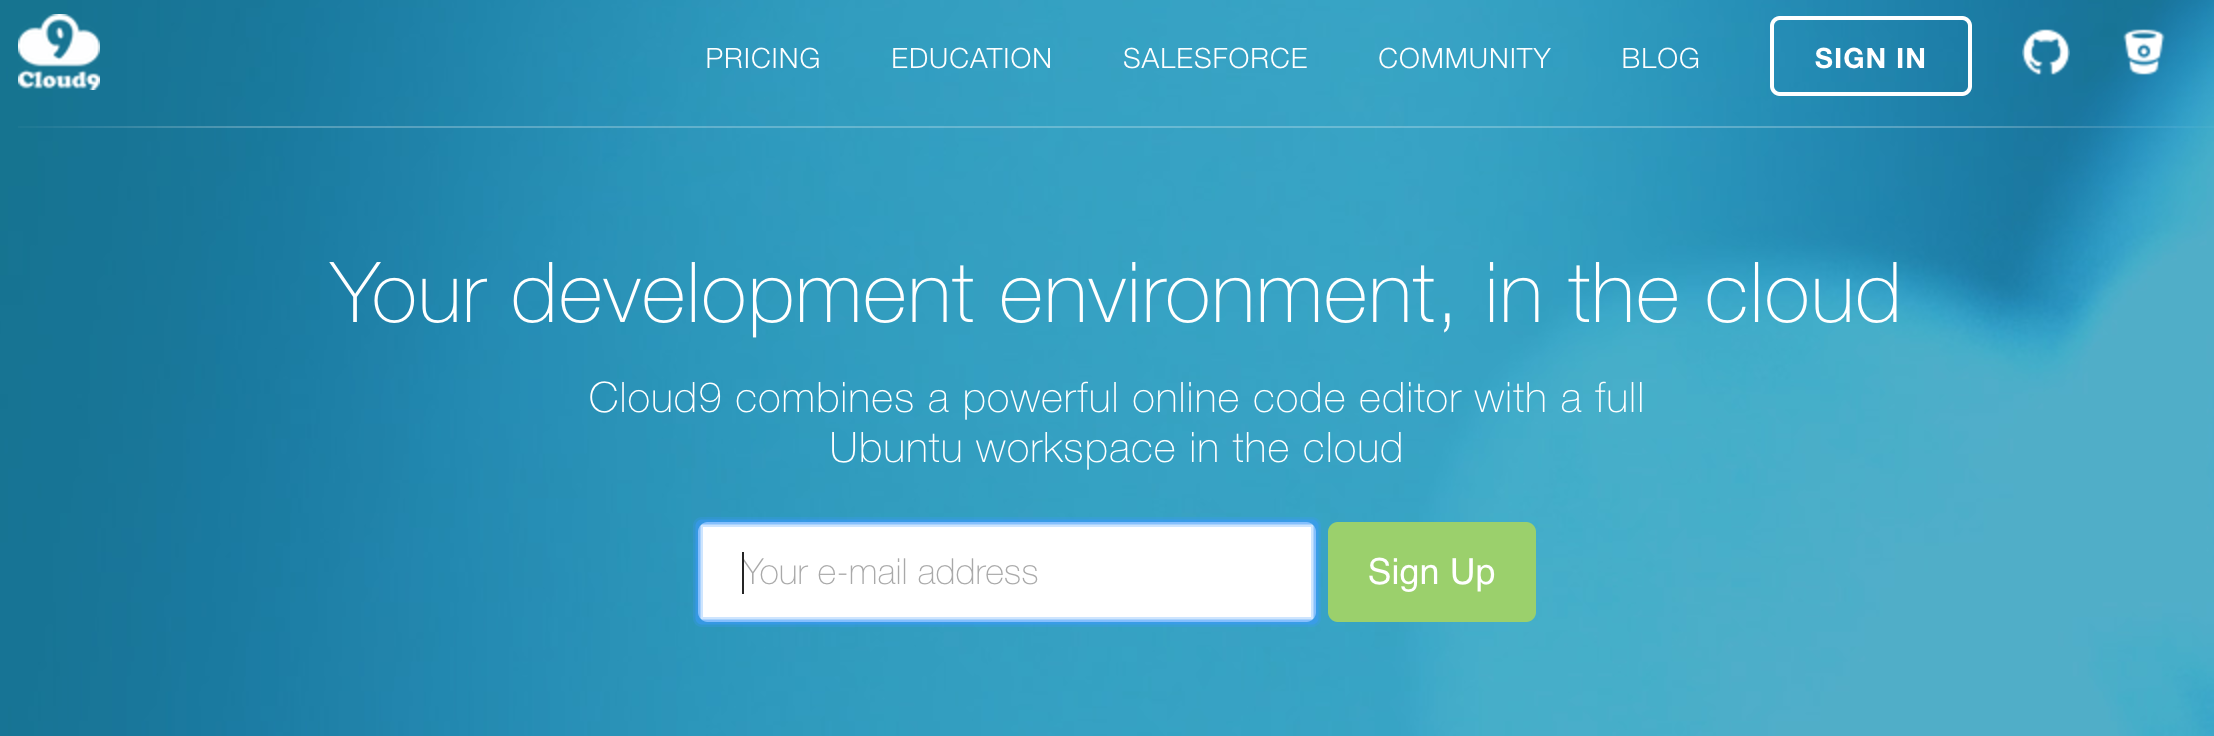 9
Cloud9
PRICING EDUCATION SALESFORCE COMMUNITY BLOG SIGN IN
Your development environment, in the cloud
Cloud9 combines a powerful online code editor with a full
Ubuntu workspace in the cloud
Your e-mail address Sign Up